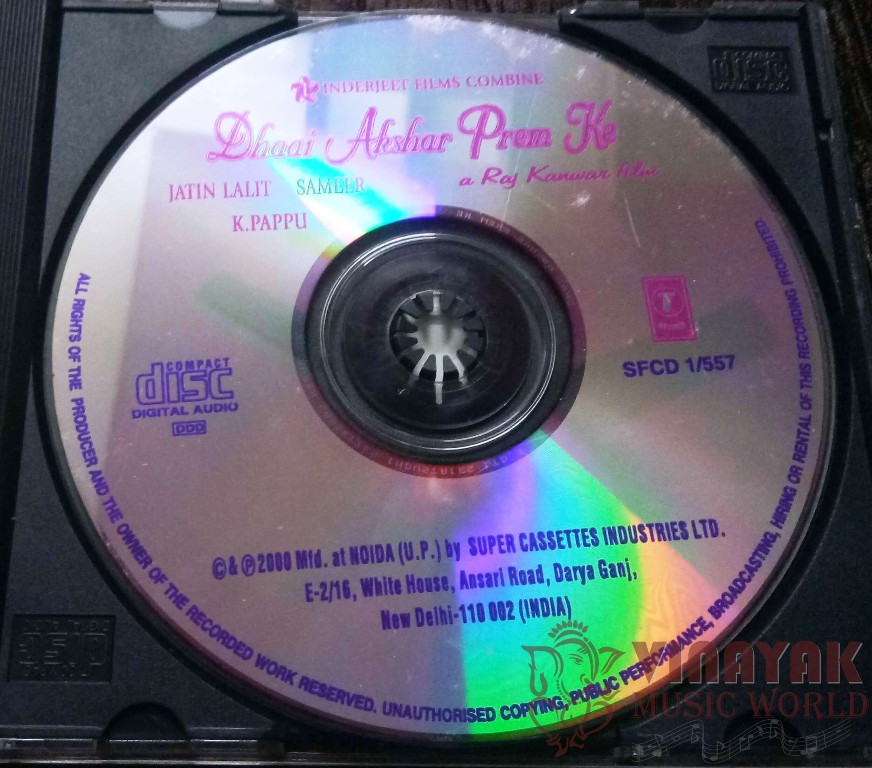 INDERJEET FILMS COMBINE
Dhaai Akshar Prem Ke
a Raj Kanwar film
JATIN LALIT SAMEER
K.PAPPU
COMPACT
disc
DIGITAL AUDIO
DDD
SFCD 1/557
© & ℗ 2000 Mfd. at NOIDA (U.P.) by SUPER CASSETTES INDUSTRIES LTD.
E-2/16, White House, Ansari Road, Darya Ganj,
New Delhi-110 002 (INDIA)
ALL RIGHTS OF THE PRODUCER AND THE OWNER OF THE RECORDED WORK RESERVED. UNAUTHORISED COPYING, PUBLIC PERFORMANCE, BROADCASTING, HIRING OR RENTAL OF THIS RECORDING PROHIBITED.
disc
DIGITAL AUDIO
VINAYAK
MUSIC WORLD